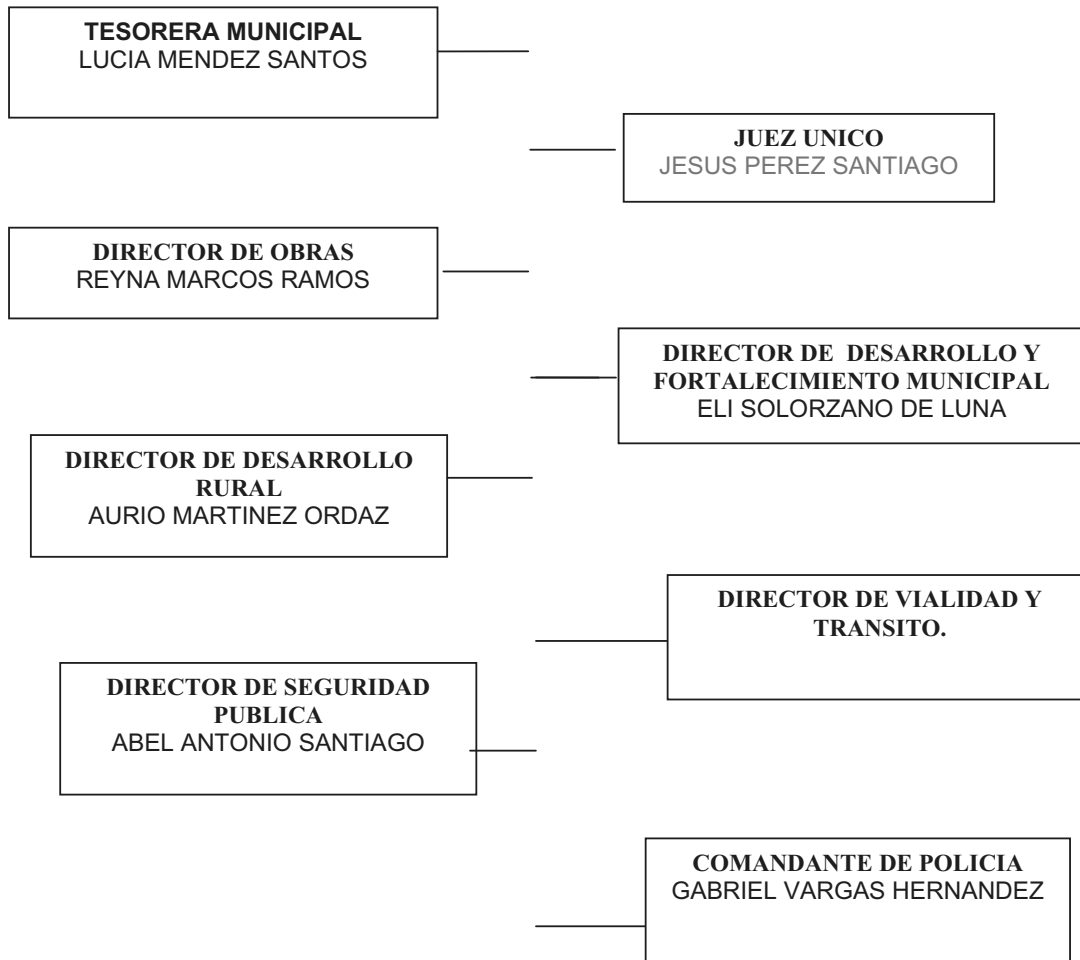 TESORERA MUNICIPAL
LUCIA MENDEZ SANTOS
JUEZ UNICO
JESUS PEREZ SANTIAGO
DIRECTOR DE OBRAS
REYNA MARCOS RAMOS
DIRECTOR DE  DESARROLLO Y
FORTALECIMIENTO MUNICIPAL
ELI SOLORZANO DE LUNA
DIRECTOR DE DESARROLLO
RURAL
AURIO MARTINEZ ORDAZ
DIRECTOR DE VIALIDAD Y
TRANSITO.
DIRECTOR DE SEGURIDAD
PUBLICA
ABEL ANTONIO SANTIAGO
COMANDANTE DE POLICIA
GABRIEL VARGAS HERNANDEZ